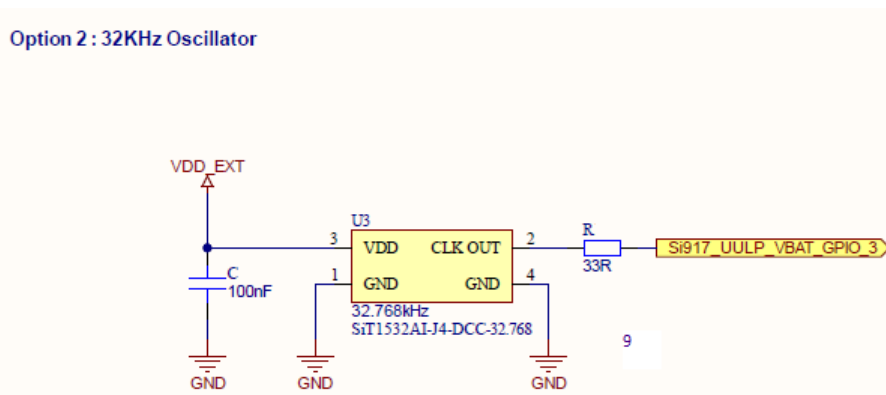 Option 2 : 32KHz Oscillator
VDD_EXT
U3
3 VDD CLK OUT 2
R
33R
Si917_UULP_VBAT_GPIO_3
C
100nF
1 GND GND 4
32.768kHz
SiT1532AI-J4-DCC-32.768
9
GND GND GND